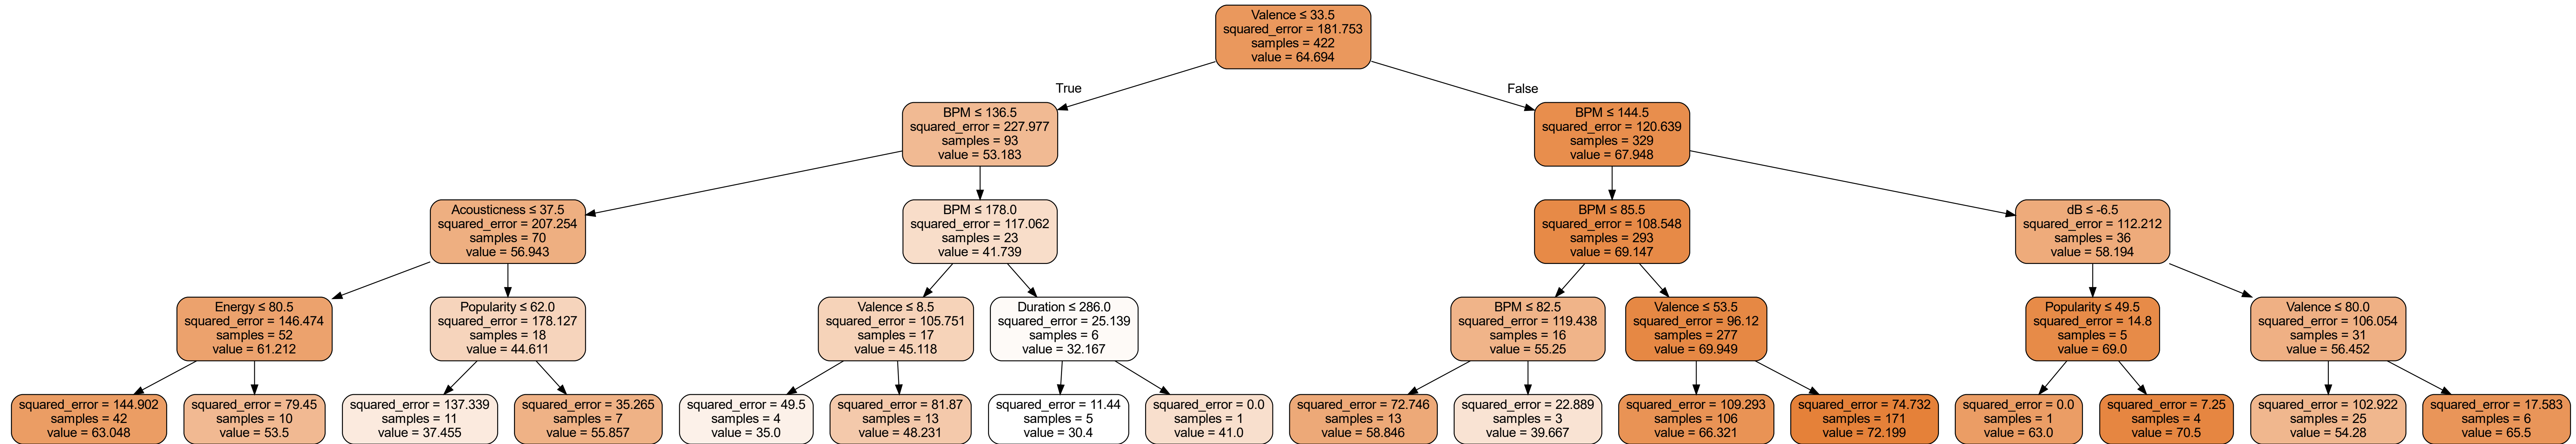 Valence ≤ 33.5
squared_error = 181.753
samples = 422
value = 64.694
True
False
BPM ≤ 136.5
squared_error = 227.977
samples = 93
value = 53.183
BPM ≤ 144.5
squared_error = 120.639
samples = 329
value = 67.948
Acousticness ≤ 37.5
squared_error = 207.254
samples = 70
value = 56.943
BPM ≤ 178.0
squared_error = 117.062
samples = 23
value = 41.739
BPM ≤ 85.5
squared_error = 108.548
samples = 293
value = 69.147
dB ≤ -6.5
squared_error = 112.212
samples = 36
value = 58.194
Energy ≤ 80.5
squared_error = 146.474
samples = 52
value = 61.212
Popularity ≤ 62.0
squared_error = 178.127
samples = 18
value = 44.611
Valence ≤ 8.5
squared_error = 105.751
samples = 17
value = 45.118
Duration ≤ 286.0
squared_error = 25.139
samples = 6
value = 32.167
BPM ≤ 82.5
squared_error = 119.438
samples = 16
value = 55.25
Valence ≤ 53.5
squared_error = 96.12
samples = 277
value = 69.949
Popularity ≤ 49.5
squared_error = 14.8
samples = 5
value = 69.0
Valence ≤ 80.0
squared_error = 106.054
samples = 31
value = 56.452
squared_error = 144.902
samples = 42
value = 63.048
squared_error = 79.45
samples = 10
value = 53.5
squared_error = 137.339
samples = 11
value = 37.455
squared_error = 35.265
samples = 7
value = 55.857
squared_error = 49.5
samples = 4
value = 35.0
squared_error = 81.87
samples = 13
value = 48.231
squared_error = 11.44
samples = 5
value = 30.4
squared_error = 0.0
samples = 1
value = 41.0
squared_error = 72.746
samples = 13
value = 58.846
squared_error = 22.889
samples = 3
value = 39.667
squared_error = 109.293
samples = 106
value = 66.321
squared_error = 74.732
samples = 171
value = 72.199
squared_error = 0.0
samples = 1
value = 63.0
squared_error = 7.25
samples = 4
value = 70.5
squared_error = 102.922
samples = 25
value = 54.28
squared_error = 17.583
samples = 6
value = 65.5